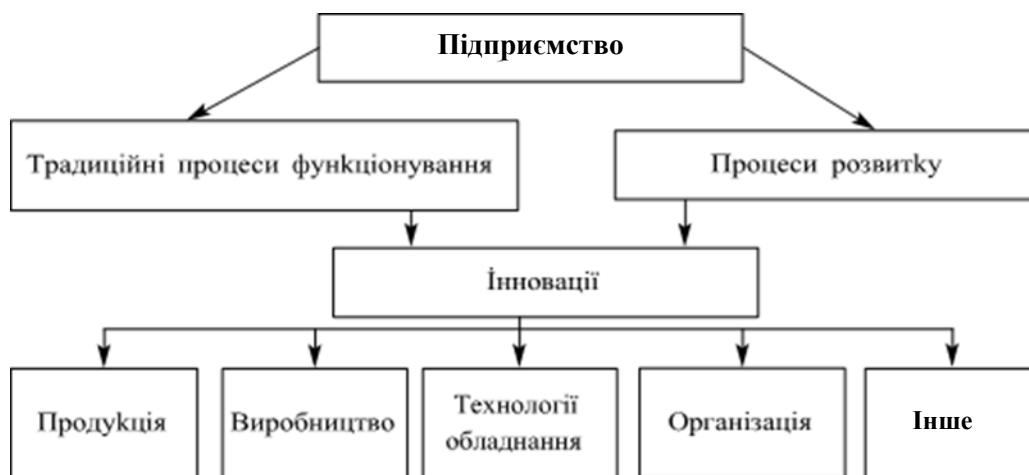 Підприємство
Традиційні процеси функціонування
Процеси розвитку
Інновації
Продукція
Виробництво
Технології
обладнання
Організація
Інше